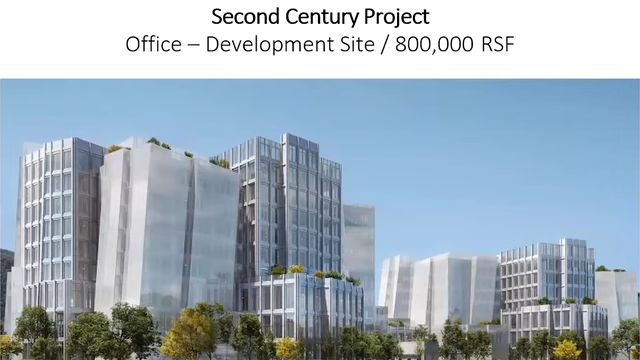 Second Century Project
Office – Development Site / 800,000 RSF